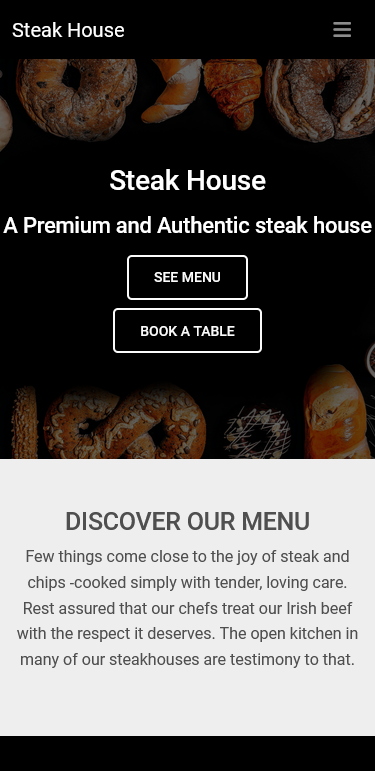 Steak House
Steak House
A Premium and Authentic steak house
SEE MENU
BOOK A TABLE
DISCOVER OUR MENU
Few things come close to the joy of steak and
chips -cooked simply with tender, loving care.
Rest assured that our chefs treat our Irish beef
with the respect it deserves. The open kitchen in
many of our steakhouses are testimony to that.